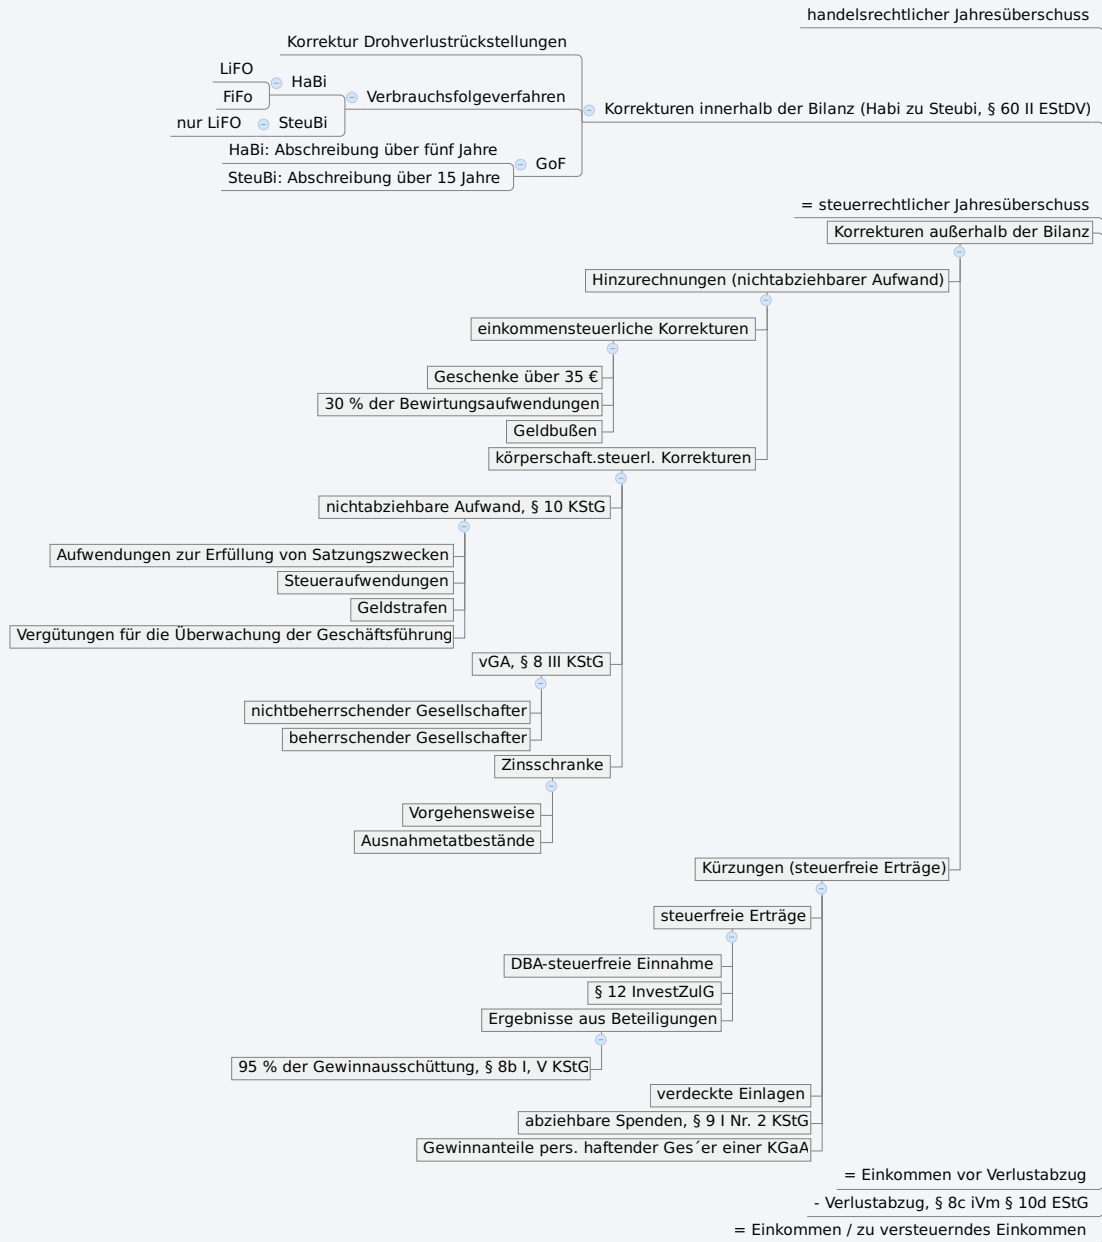 handelsrechtlicher Jahresüberschuss
Korrektur Drohverlustrückstellungen
LiFO
HaBi
FiFo
Verbrauchsfolgeverfahren
Korrekturen innerhalb der Bilanz (Habi zu Steubi, § 60 II EStDV)
nur LiFO
SteuBi
HaBi: Abschreibung über fünf Jahre
GoF
SteuBi: Abschreibung über 15 Jahre
= steuerrechtlicher Jahresüberschuss
Korrekturen außerhalb der Bilanz
Hinzurechnungen (nichtabziehbarer Aufwand)
einkommensteuerliche Korrekturen
Geschenke über 35 €
30 % der Bewirtungsaufwendungen
Geldbußen
körperschaft.steuerl. Korrekturen
nichtabziehbare Aufwand, § 10 KStG
Aufwendungen zur Erfüllung von Satzungszwecken
Steueraufwendungen
Geldstrafen
Vergütungen für die Überwachung der Geschäftsführung
vGA, § 8 III KStG
nichtbeherrschender Gesellschafter
beherrschender Gesellschafter
Zinsschranke
Vorgehensweise
Ausnahmetatbestände
Kürzungen (steuerfreie Erträge)
steuerfreie Erträge
DBA-steuerfreie Einnahme
§ 12 InvestZulG
Ergebnisse aus Beteiligungen
95 % der Gewinnausschüttung, § 8b I, V KStG
verdeckte Einlagen
abziehbare Spenden, § 9 I Nr. 2 KStG
Gewinnanteile pers. haftender Ges´er einer KGaA
= Einkommen vor Verlustabzug
- Verlustabzug, § 8c iVm § 10d EStG
= Einkommen / zu versteuerndes Einkommen